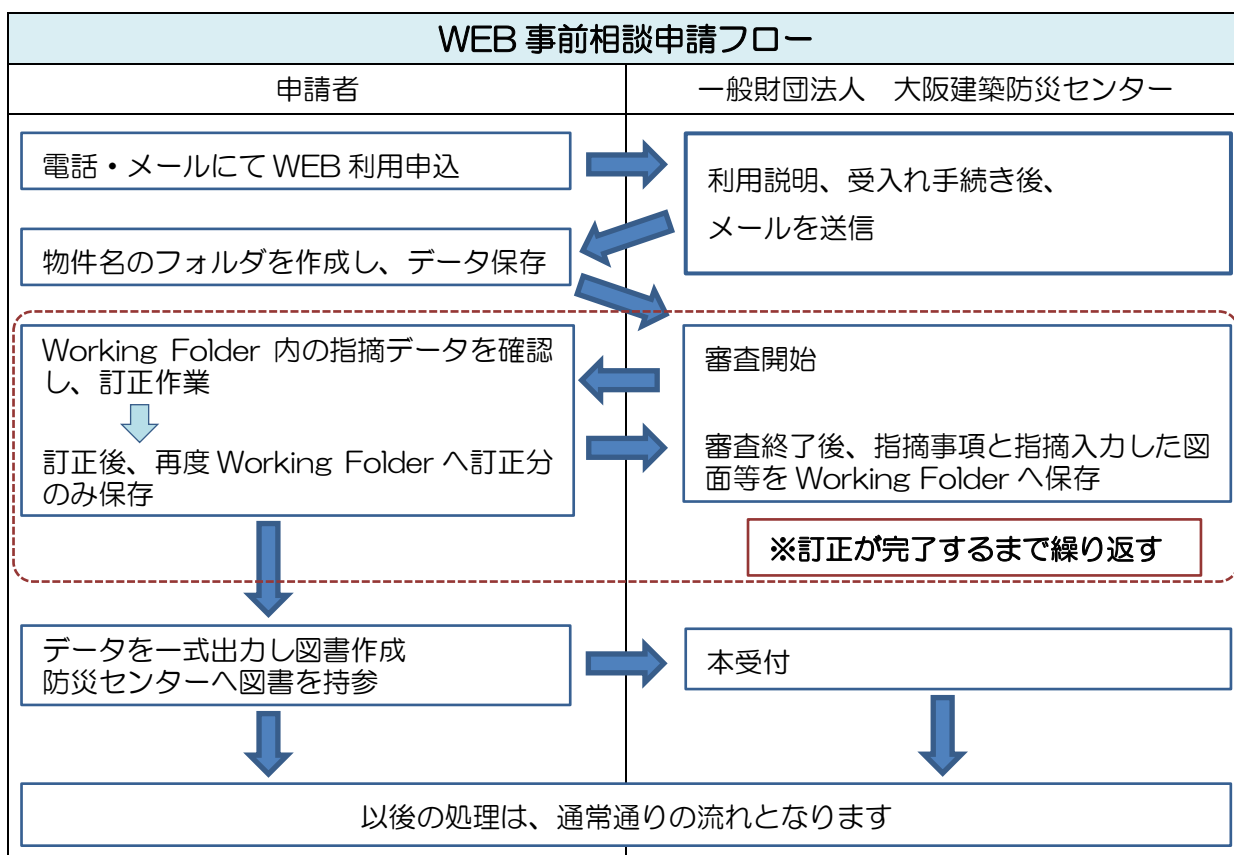 WEB 事前相談申請フロー
申請者
一般財団法人　大阪建築防災センター
電話・メールにて WEB 利用申込
利用説明、受入れ手続き後、
メールを送信
物件名のフォルダを作成し、データ保存
Working Folder 内の指摘データを確認
し、訂正作業
訂正後、再度 Working Folder へ訂正分
のみ保存
審査開始
審査終了後、指摘事項と指摘入力した図
面等を Working Folder へ保存
※訂正が完了するまで繰り返す
データを一式出力し図書作成
防災センターへ図書を持参
本受付
以後の処理は、通常通りの流れとなります